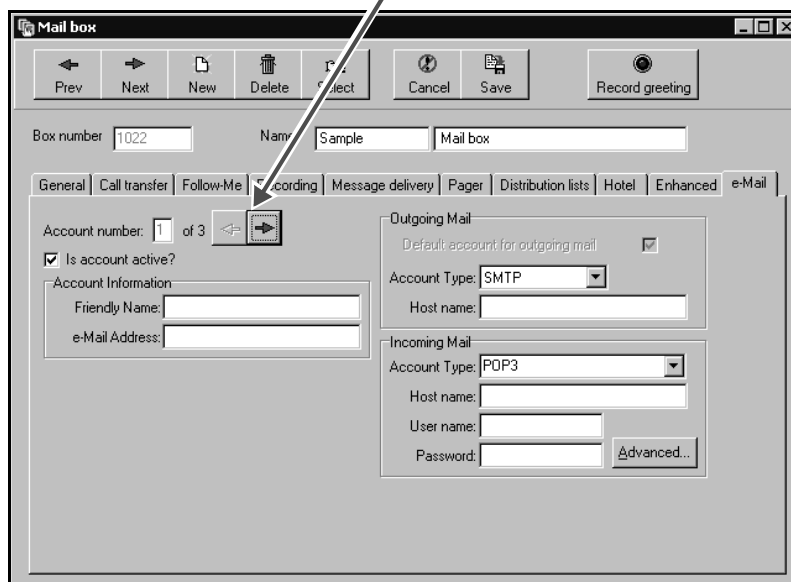 Mail box
Prev Next New Delete Select Cancel Save Record greeting
Box number 1022 Name Sample Mail box
General Call transfer Follow-Me Recording Message delivery Pager Distribution lists Hotel Enhanced e-Mail
Account number: 1 of 3
Is account active?
Account Information
Friendly Name:
e-Mail Address:
Outgoing Mail
Default account for outgoing mail
Account Type: SMTP
Host name:
Incoming Mail
Account Type: POP3
Host name:
User name:
Password: Advanced...